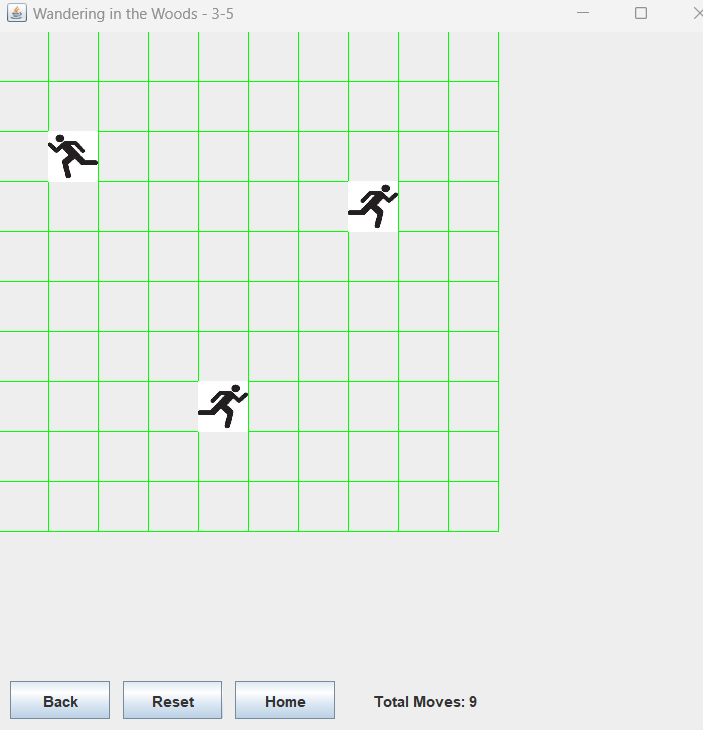 Wandering in the Woods - 3-5
Back
Reset
Home
Total Moves: 9